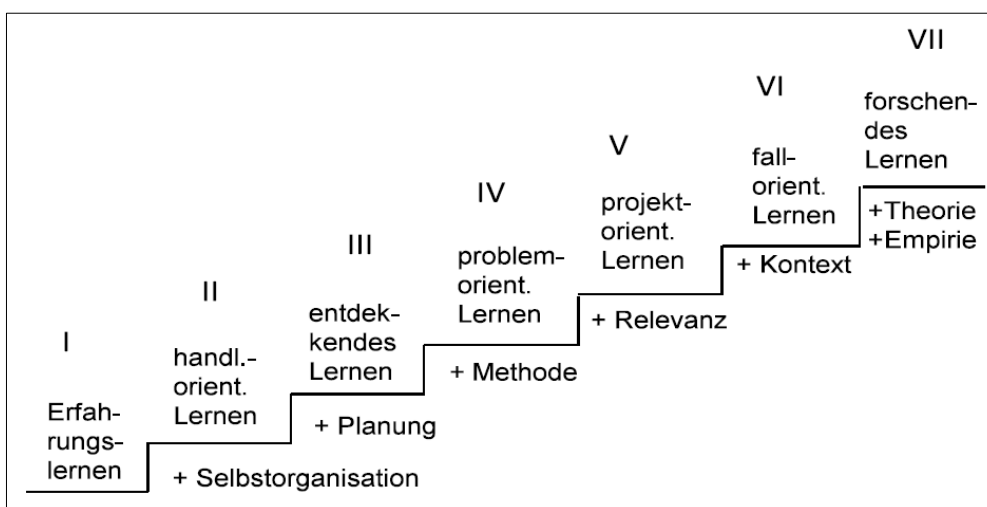 I
Erfah-
rungs-
lernen
II
handl.-
orient.
Lernen
+ Selbstorganisation
III
entdek-
kendes
Lernen
+ Planung
IV
problem-
orient.
Lernen
+ Methode
V
projekt-
orient.
Lernen
+ Relevanz
VI
fall-
orient.
Lernen
+ Kontext
VII
forschen-
des
Lernen
+Theorie
+Empirie